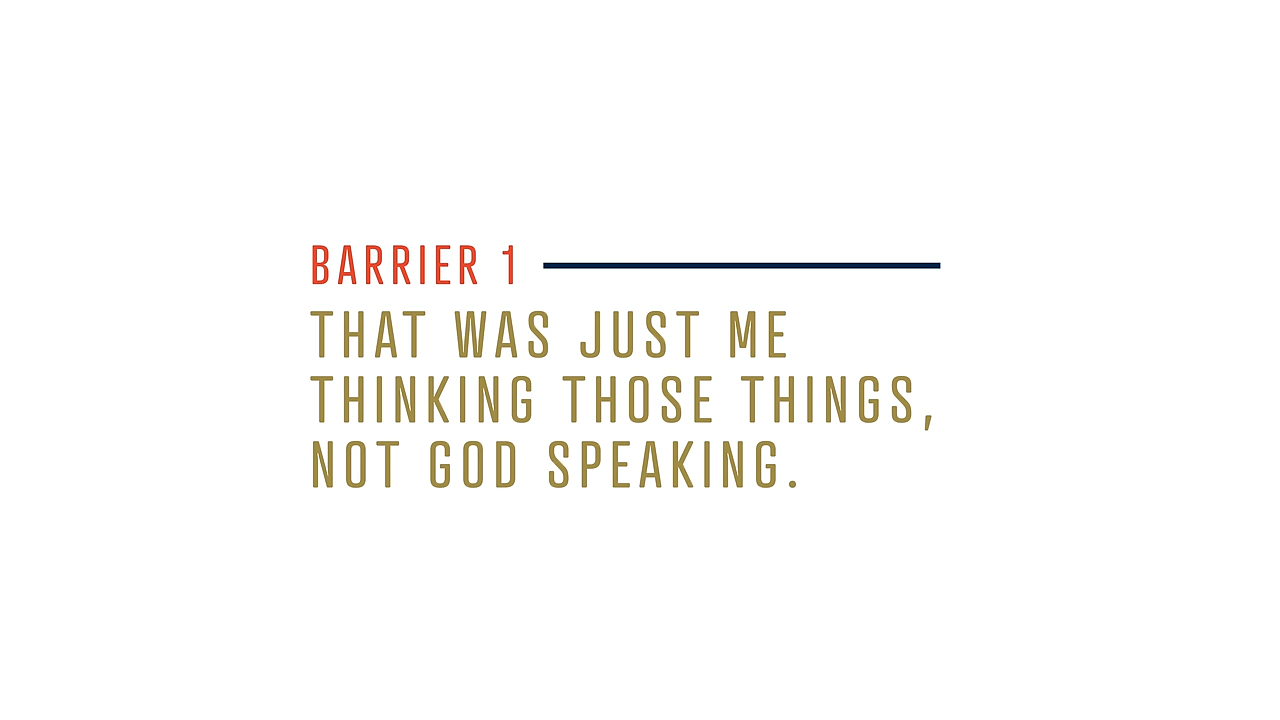 BARRIER 1
THAT WAS JUST ME
THINKING THOSE THINGS,
NOT GOD SPEAKING.